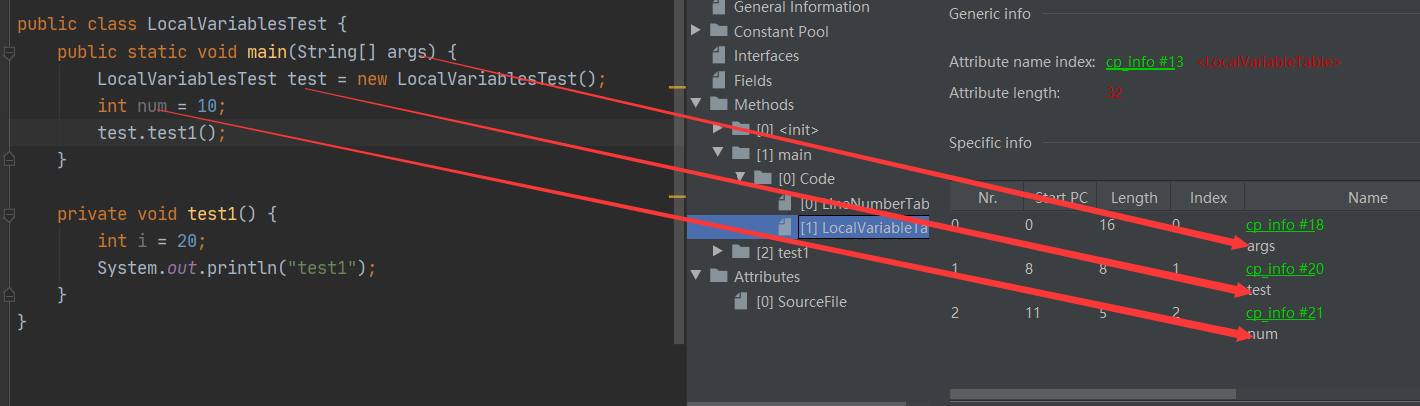 public class LocalVariablesTest {
public static void main(String[] args) {
LocalVariablesTest test = new LocalVariablesTest();
int num = 10;
test.test1();
}
private void test1() {
int i = 20;
System.out.println("test1");
}
}
General Information
Constant Pool
Interfaces
Fields
Methods
[0] <init>
[1] main
[0] Code
[0] LineNumberTab
[1] LocalVariableTa
[2] test1
Attributes
[0] SourceFile
Generic info
Attribute name index: cp_info #13 <LocalVariableTable>
Attribute length: 32
Specific info
Nr. Start PC Length Index Name
0 0 16 0 cp_info #18
args
1 8 8 1 cp_info #20
test
2 11 5 2 cp_info #21
num